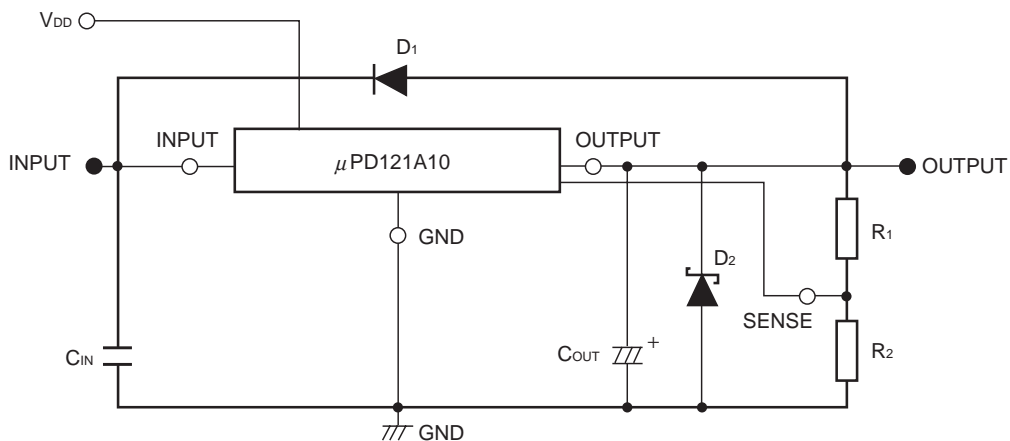 VDD
D1
INPUT
INPUT
μPD121A10
OUTPUT
OUTPUT
GND
R1
D2
SENSE
CIN
COUT
+
R2
GND